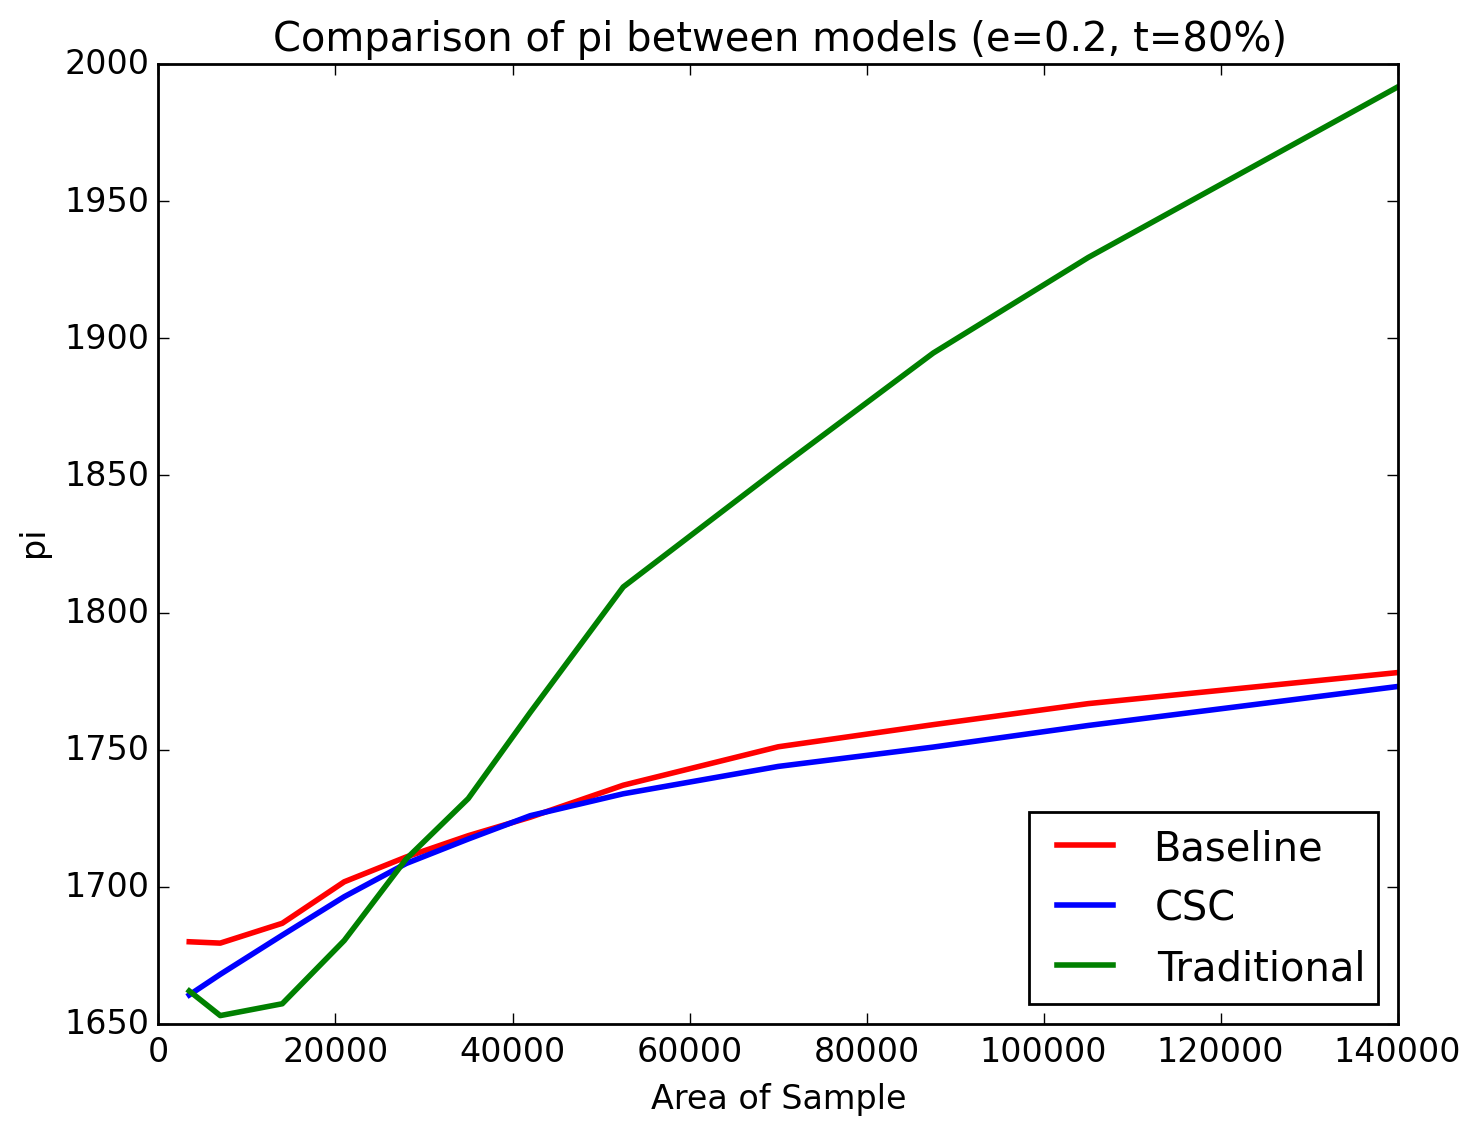 Comparison of pi between models (e=0.2, t=80%)
2000
1950
1900
1850
1800
1750
1700
1650
pi
0 20000 40000 60000 80000 100000 120000 140000
Area of Sample
Baseline
CSC
Traditional